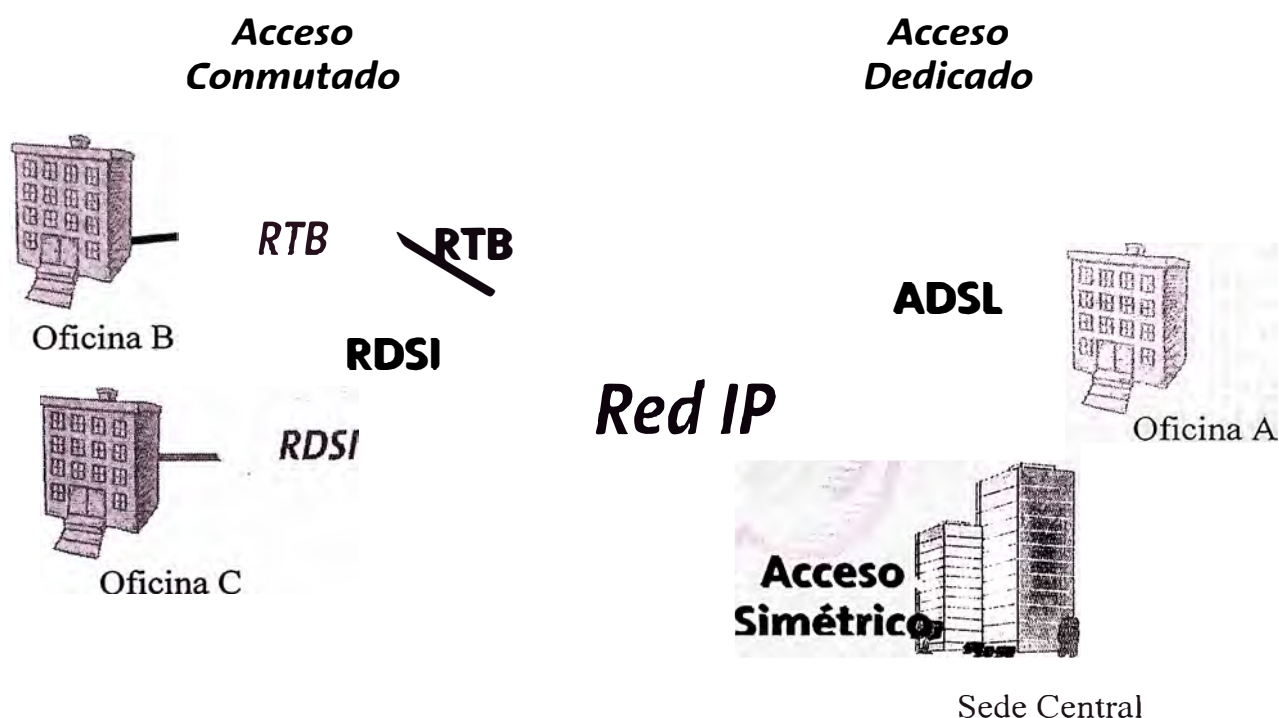 Acceso
Conmutado
Acceso
Dedicado
RTB
RTB
Oficina B
RDSI
ADSL
Red IP
Oficina A
RDSI
Oficina C
Acceso
Simétrico
Sede Central